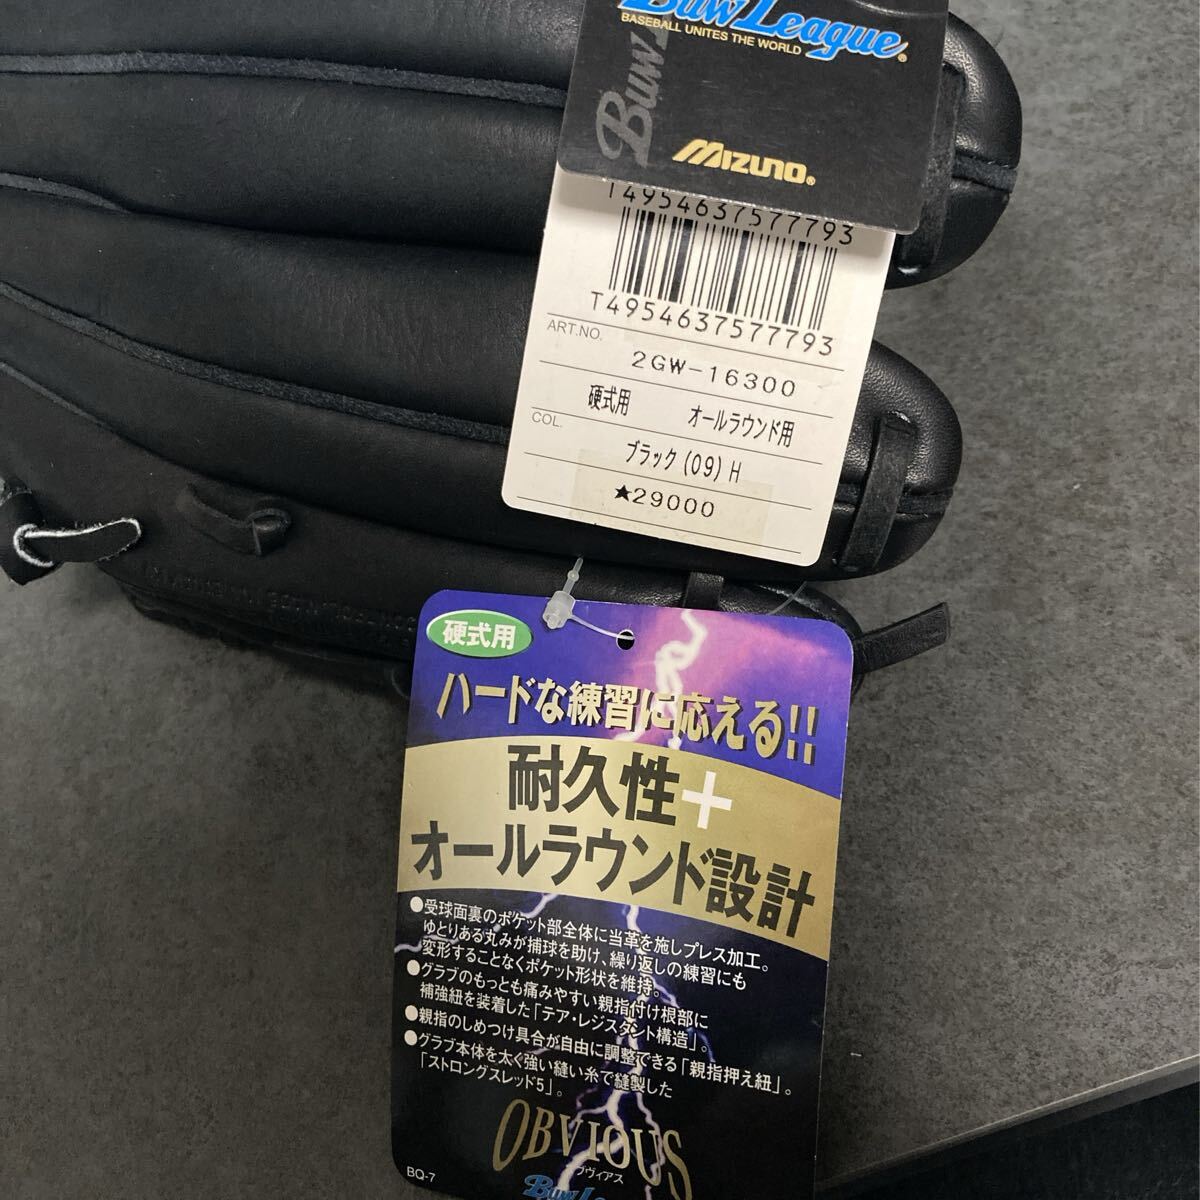 Buw League®
BASEBALL UNITES THE WORLD
Buw
MIZUNO®
T4954637577793
T4954637577793
ART.NO.
2GW-16300
硬式用 オールラウンド用
COL.
ブラック(09)H
★29000
硬式用
ハードな練習に応える!!
耐久性+
オールラウンド設計
●受球面裏のポケット部全体に当革を施しプレス加工。
ゆとりある丸みが捕球を助け、繰り返しの練習にも
変形することなくポケット形状を維持。
●グラブのもっとも痛みやすい親指付け根部に
補強紐を装着した「テア・レジスタント構造」。
●親指のしめつけ具合が自由に調整できる「親指押え紐」。
●グラブ本体を太く強い縫い糸で縫製した
「ストロングスレッド5」。
OBVIOUS
オブヴィアス
BQ-7
Buw League